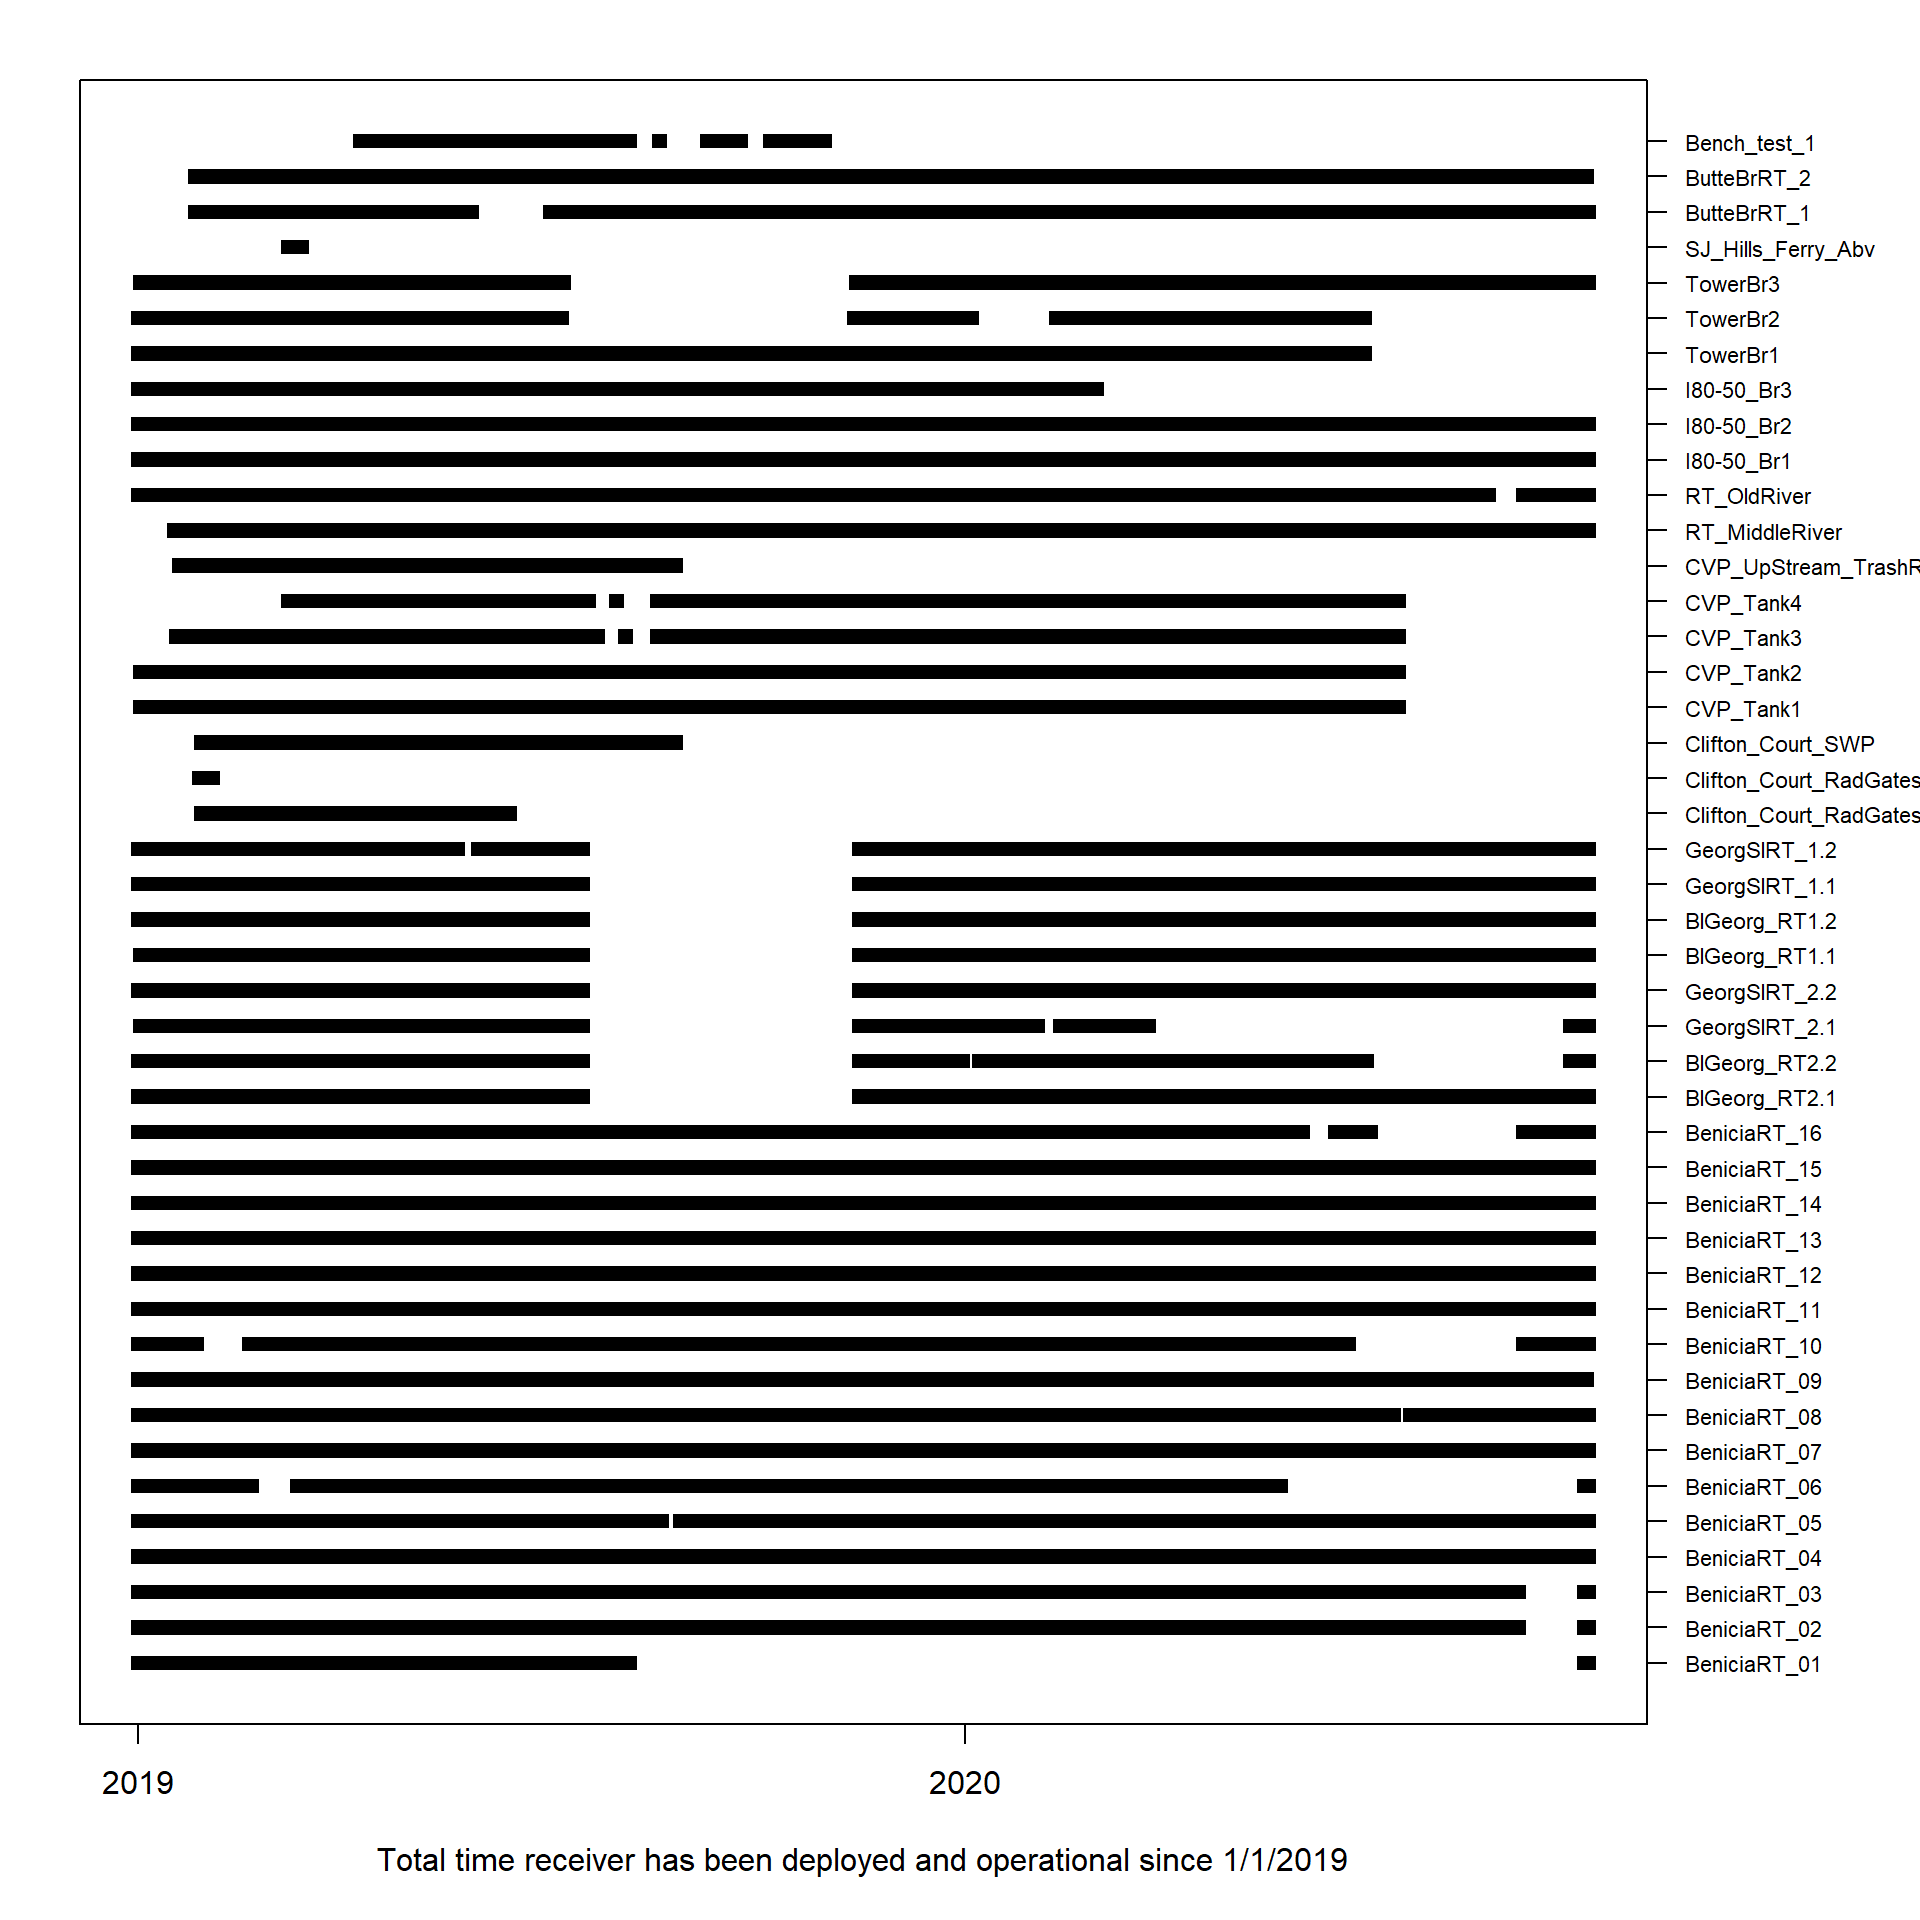 Bench_test_1
ButteBrRT_2
ButteBrRT_1
SJ_Hills_Ferry_Abv
TowerBr3
TowerBr2
TowerBr1
I80-50_Br3
I80-50_Br2
I80-50_Br1
RT_OldRiver
RT_MiddleRiver
CVP_UpStream_TrashR
CVP_Tank4
CVP_Tank3
CVP_Tank2
CVP_Tank1
Clifton_Court_SWP
Clifton_Court_RadGates
Clifton_Court_RadGates
GeorgSlRT_1.2
GeorgSlRT_1.1
BlGeorg_RT1.2
BlGeorg_RT1.1
GeorgSlRT_2.2
GeorgSlRT_2.1
BlGeorg_RT2.2
BlGeorg_RT2.1
BeniciaRT_16
BeniciaRT_15
BeniciaRT_14
BeniciaRT_13
BeniciaRT_12
BeniciaRT_11
BeniciaRT_10
BeniciaRT_09
BeniciaRT_08
BeniciaRT_07
BeniciaRT_06
BeniciaRT_05
BeniciaRT_04
BeniciaRT_03
BeniciaRT_02
BeniciaRT_01
2019 2020
Total time receiver has been deployed and operational since 1/1/2019